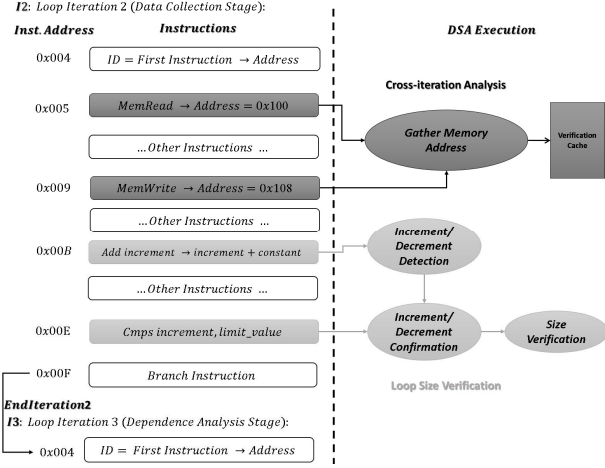 I2: Loop Iteration 2 (Data Collection Stage):
Inst. Address Instructions DSA Execution
0x004 ID = First Instruction → Address
Cross-iteration Analysis
0x005 MemRead → Address = 0x100
Gather Memory
Address
Verification
Cache
...Other Instructions ...
0x009 MemWrite → Address = 0x108
...Other Instructions ...
Increment/
Decrement
Detection
0x00B Add increment → increment + constant
...Other Instructions ...
0x00E Cmps increment, limit_value
Increment/
Decrement
Confirmation
Size
Verification
0x00F Branch Instruction
Loop Size Verification
EndIteration2
I3: Loop Iteration 3 (Dependence Analysis Stage):
0x004 ID = First Instruction → Address